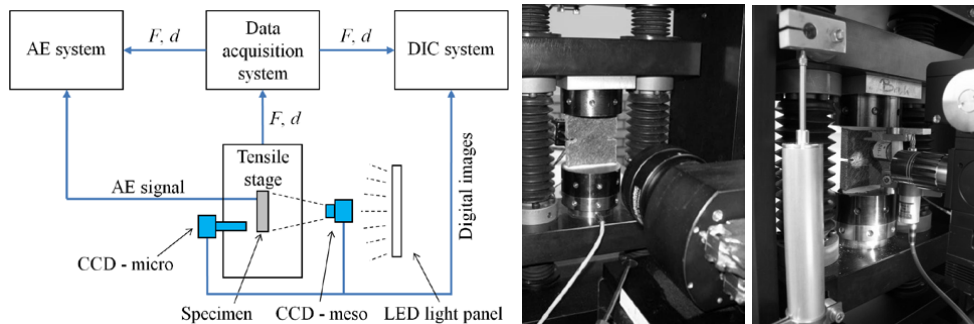 AE system
F, d
Data
acquisition
system
F, d
DIC system
F, d
Tensile
stage
AE signal
Digital images
CCD - micro
Specimen
CCD - meso
LED light panel